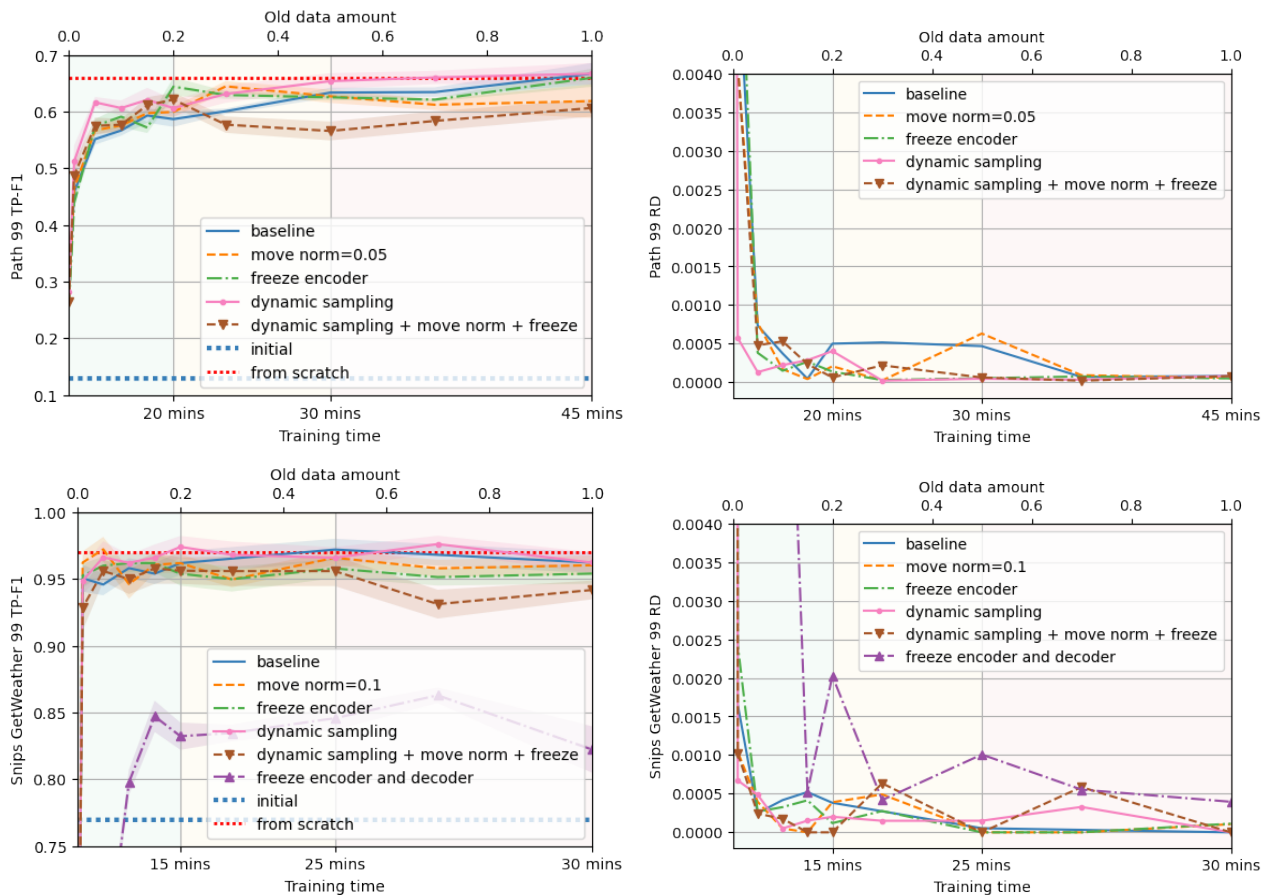 Old data amount
0.0 0.2 0.4 0.6 0.8 1.0
0.7
0.6
0.5
0.4
0.3
0.2
0.1
Path 99 TP-F1
baseline
move norm=0.05
freeze encoder
dynamic sampling
dynamic sampling + move norm + freeze
initial
from scratch
20 mins 30 mins 45 mins
Training time
Old data amount
0.0 0.2 0.4 0.6 0.8 1.0
0.0040
0.0035
0.0030
0.0025
0.0020
0.0015
0.0010
0.0005
0.0000
Path 99 RD
baseline
move norm=0.05
freeze encoder
dynamic sampling
dynamic sampling + move norm + freeze
20 mins 30 mins 45 mins
Training time
Old data amount
0.0 0.2 0.4 0.6 0.8 1.0
1.00
0.95
0.90
0.85
0.80
0.75
Snips GetWeather 99 TP-F1
baseline
move norm=0.1
freeze encoder
dynamic sampling
dynamic sampling + move norm + freeze
freeze encoder and decoder
initial
from scratch
15 mins 25 mins 30 mins
Training time
Old data amount
0.0 0.2 0.4 0.6 0.8 1.0
0.0040
0.0035
0.0030
0.0025
0.0020
0.0015
0.0010
0.0005
0.0000
Snips GetWeather 99 RD
baseline
move norm=0.1
freeze encoder
dynamic sampling
dynamic sampling + move norm + freeze
freeze encoder and decoder
15 mins 25 mins 30 mins
Training time